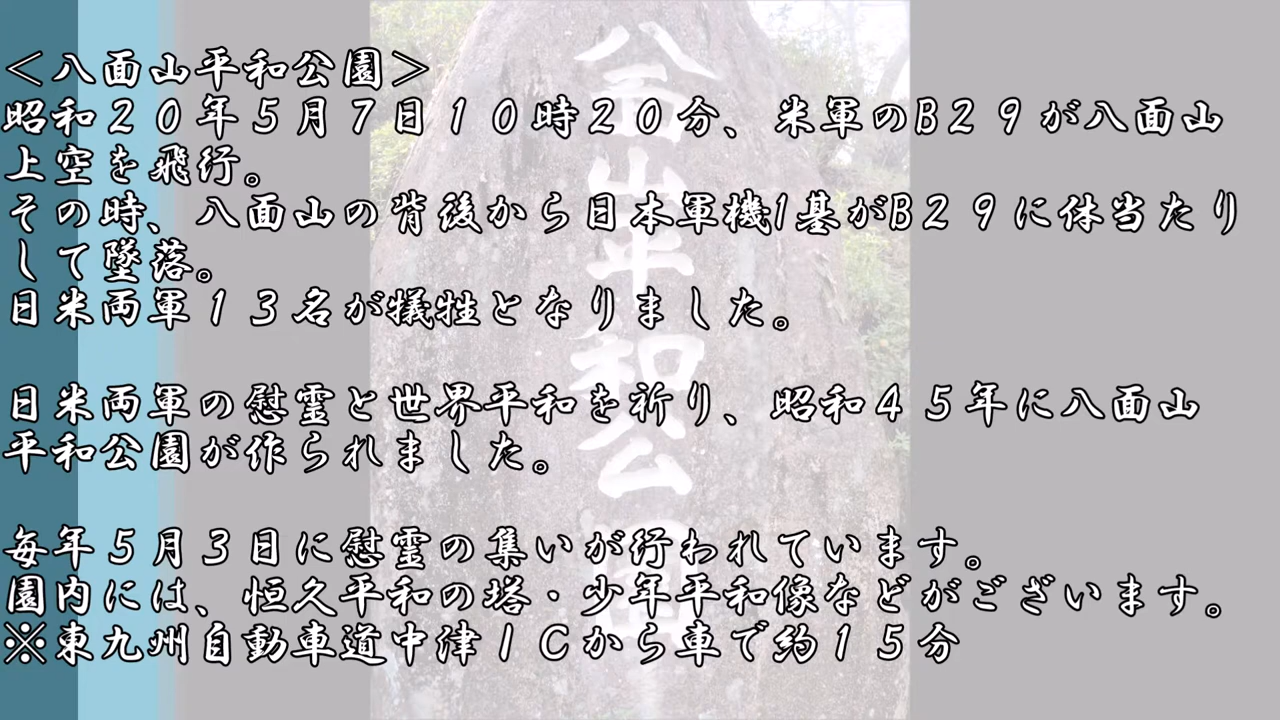 ＜八面山平和公園＞
昭和２０年５月７日１０時２０分、米軍のB２９が八面山
上空を飛行。
その時、八面山の背後から日本軍機1基がB２９に体当たり
して墜落。
日米両軍１３名が犠牲となりました。
日米両軍の慰霊と世界平和を祈り、昭和４５年に八面山
平和公園が作られました。
毎年５月３日に慰霊の集いが行われています。
園内には、恒久平和の塔・少年平和像などがございます。
※東九州自動車道中津ＩＣから車で約１５分
八面山平和公園